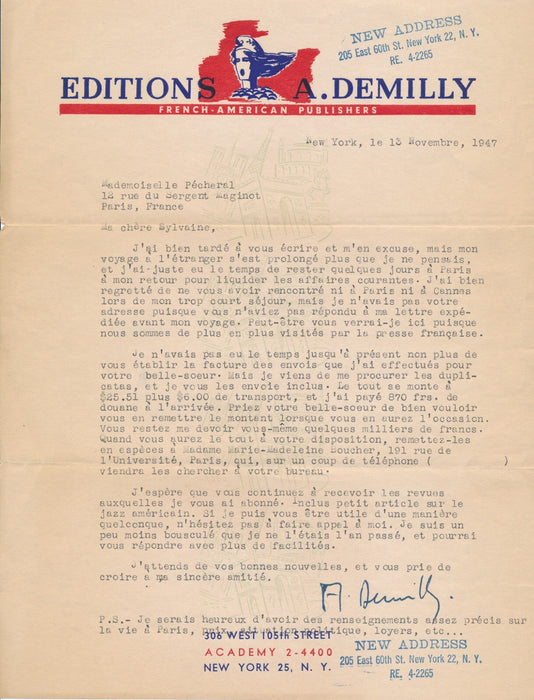 NEW ADDRESS
205 East 60th St. New York 22, N. Y.
RE. 4-2265
EDITIONS A. DEMILLY
FRENCH-AMERICAN PUBLISHERS
New York, le 13 Novembre, 1947
Mademoiselle Pécheral
12 rue du Sergent Maginot
Paris, France
Ma chère Sylvaine,
J'ai bien tardé à vous écrire et m'en excuse, mais mon
voyage à l'étranger s'est prolongé plus que je ne pensais,
et j'ai juste eu le temps de rester quelques jours à Paris
à mon retour pour liquider les affaires courantes. J'ai bien
regretté de ne vous avoir rencontré ni à Paris ni à Cannes
lors de mon trop court séjour, mais je n'avais pas votre
adresse puisque vous n'aviez pas répondu à ma lettre expé-
diée avant mon voyage. Peut-être vous verrai-je ici puisque
nous sommes de plus en plus visités par la presse française.
Je n'avais pas eu le temps jusqu'à présent non plus de
vous établir la facture des envois que j'ai effectués pour
votre belle-soeur. Mais je viens de me procurer les dupli-
catas, et je vous les envoie inclus. Le tout se monte à
$25.51 plus $6.00 de transport, et j'ai payé 870 frs. de
douane à l'arrivée. Priez votre belle-soeur de bien vouloir
vous en remettre le montant lorsque vous en aurez l'occasion.
Vous restez me devoir vous-même quelques milliers de francs.
Quand vous aurez le tout à votre disposition, remettez-les
en espèces à Madame Marie-Madeleine Boucher, 191 rue de
l'Université, Paris, qui, sur un coup de téléphone ( )
viendra les chercher à votre bureau.
J'espère que vous continuez à recevoir les revues
auxquelles je vous ai abonné. Inclus petit article sur le
jazz américain. Si je puis vous être utile d'une manière
quelconque, n'hésitez pas à faire appel à moi. Je suis un
peu moins bousculé que je ne l'étais l'an passé, et pourrai
vous répondre avec plus de facilités.
J'attends de vos bonnes nouvelles, et vous prie de
croire à ma sincère amitié.
A. Demilly.
P.S.- Je serais heureux d'avoir des renseignements assez précis sur
la vie à Paris, prix, situation politique, loyers, etc...
306 WEST 105th STREET
ACADEMY 2-4400
NEW YORK 25, N. Y.
NEW ADDRESS
205 East 60th St. New York 22, N. Y.
RE. 4-2265